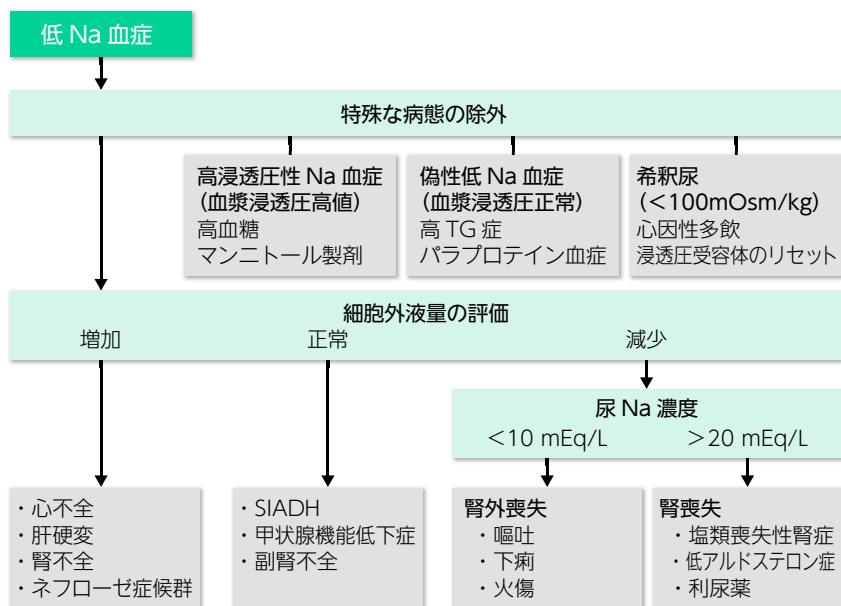 低 Na 血症
特殊な病態の除外
高浸透圧性 Na 血症
(血漿浸透圧高値)
高血糖
マンニトール製剤
偽性低 Na 血症
(血漿浸透圧正常)
高 TG 症
パラプロテイン血症
希釈尿
(<100mOsm/kg)
心因性多飲
浸透圧受容体のリセット
細胞外液量の評価
増加 正常 減少
尿 Na 濃度
<10 mEq/L >20 mEq/L
・心不全
・肝硬変
・腎不全
・ネフローゼ症候群
・SIADH
・甲状腺機能低下症
・副腎不全
腎外喪失
・嘔吐
・下痢
・火傷
腎喪失
・塩類喪失性腎症
・低アルドステロン症
・利尿薬